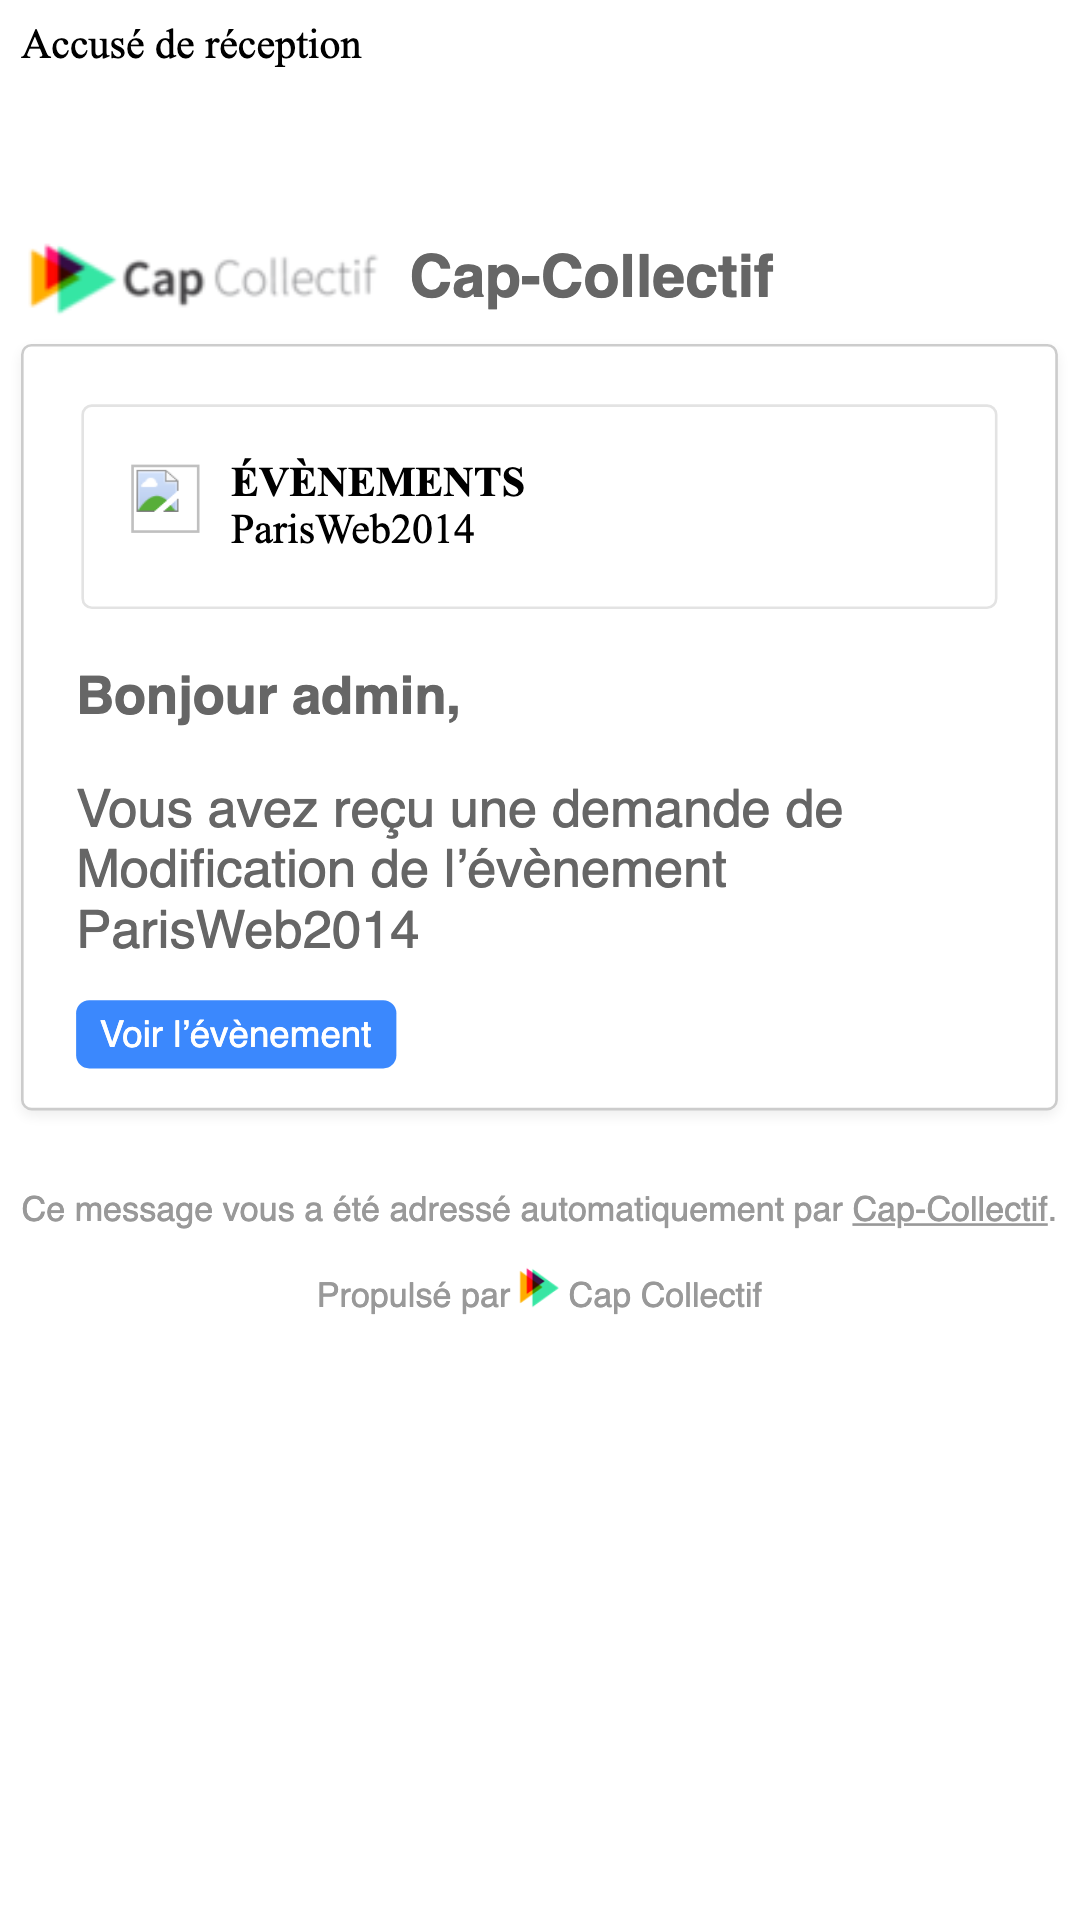 Accusé de réception
Cap Collectif Cap-Collectif
ÉVÈNEMENTS
ParisWeb2014
Bonjour admin,
Vous avez reçu une demande de
Modification de l’évènement
ParisWeb2014
Voir l’évènement
Ce message vous a été adressé automatiquement par Cap-Collectif.
Propulsé par Cap Collectif